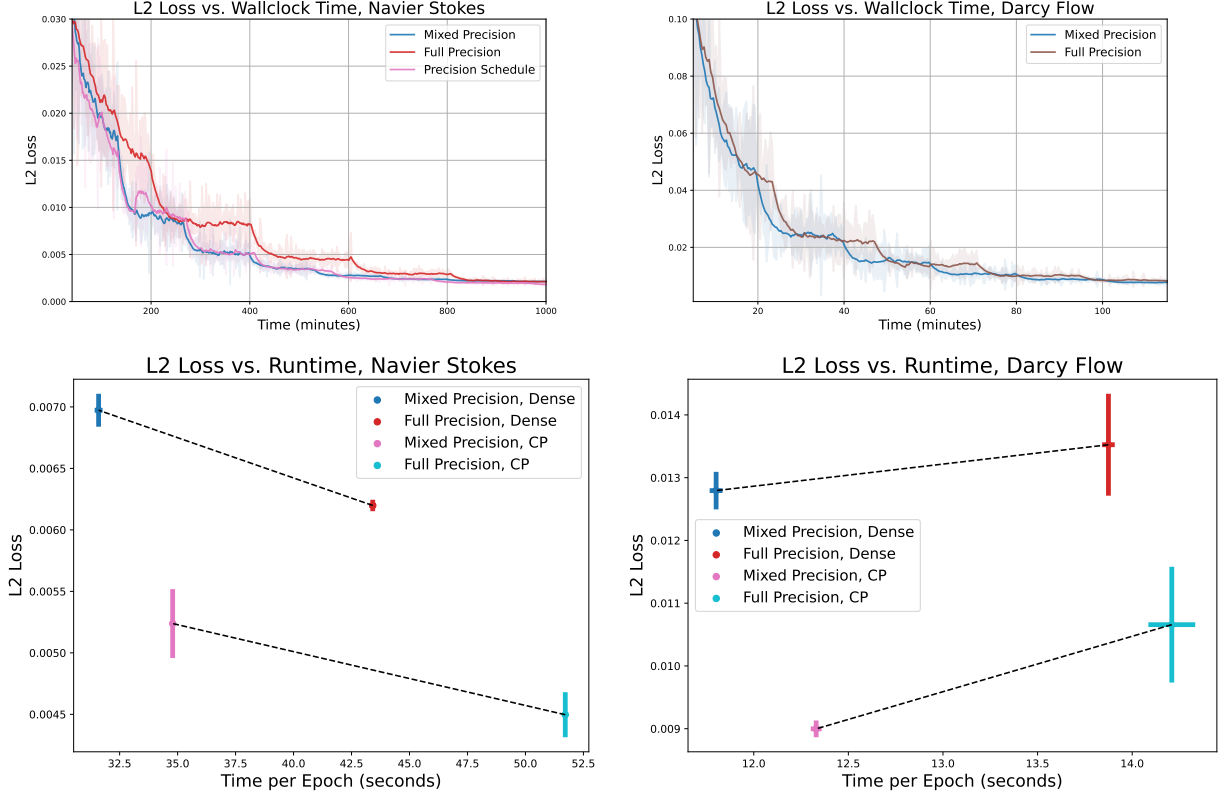 L2 Loss vs. Wallclock Time, Navier Stokes
0.030
0.025
0.020
0.015
0.010
0.005
0.000
L2 Loss
Mixed Precision
Full Precision
Precision Schedule
200
400
600
800
1000
Time (minutes)
L2 Loss vs. Wallclock Time, Darcy Flow
0.10
0.08
0.06
0.04
0.02
L2 Loss
Mixed Precision
Full Precision
20
40
60
80
100
Time (minutes)
L2 Loss vs. Runtime, Navier Stokes
0.0070
0.0065
0.0060
0.0055
0.0050
0.0045
L2 Loss
Mixed Precision, Dense
Full Precision, Dense
Mixed Precision, CP
Full Precision, CP
32.5
35.0
37.5
40.0
42.5
45.0
47.5
50.0
52.5
Time per Epoch (seconds)
L2 Loss vs. Runtime, Darcy Flow
0.014
0.013
0.012
0.011
0.010
0.009
L2 Loss
Mixed Precision, Dense
Full Precision, Dense
Mixed Precision, CP
Full Precision, CP
12.0
12.5
13.0
13.5
14.0
Time per Epoch (seconds)